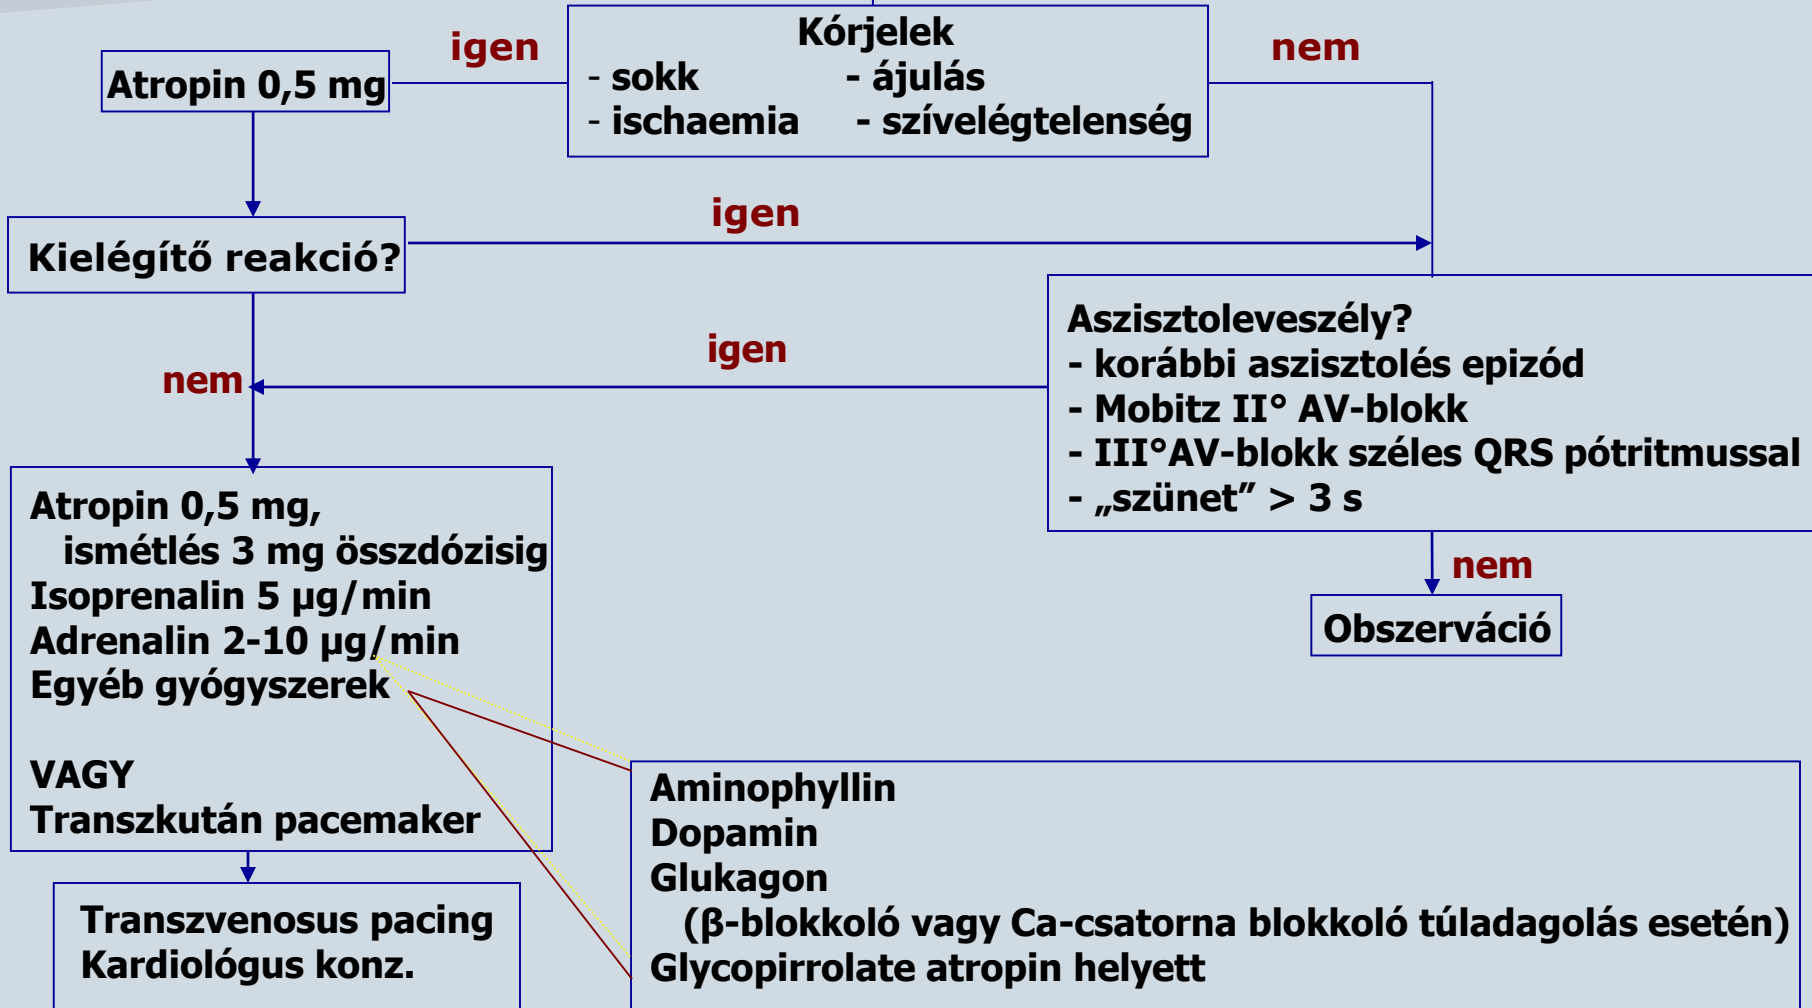 Kórjelek
- sokk - ájulás
- ischaemia - szívelégtelenség
igen
nem
Atropin 0,5 mg
Kielégítő reakció?
igen
nem
Aszisztoleveszély?
- korábbi aszisztolés epizód
- Mobitz II° AV-blokk
- III°AV-blokk széles QRS pótritmussal
- „szünet” > 3 s
igen
nem
Obszerváció
Atropin 0,5 mg,
ismétlés 3 mg összdózisig
Isoprenalin 5 µg/min
Adrenalin 2-10 µg/min
Egyéb gyógyszerek
VAGY
Transzkután pacemaker
Aminophyllin
Dopamin
Glukagon
(β-blokkoló vagy Ca-csatorna blokkoló túladagolás esetén)
Glycopirrolate atropin helyett
Transzvenosus pacing
Kardiológus konz.